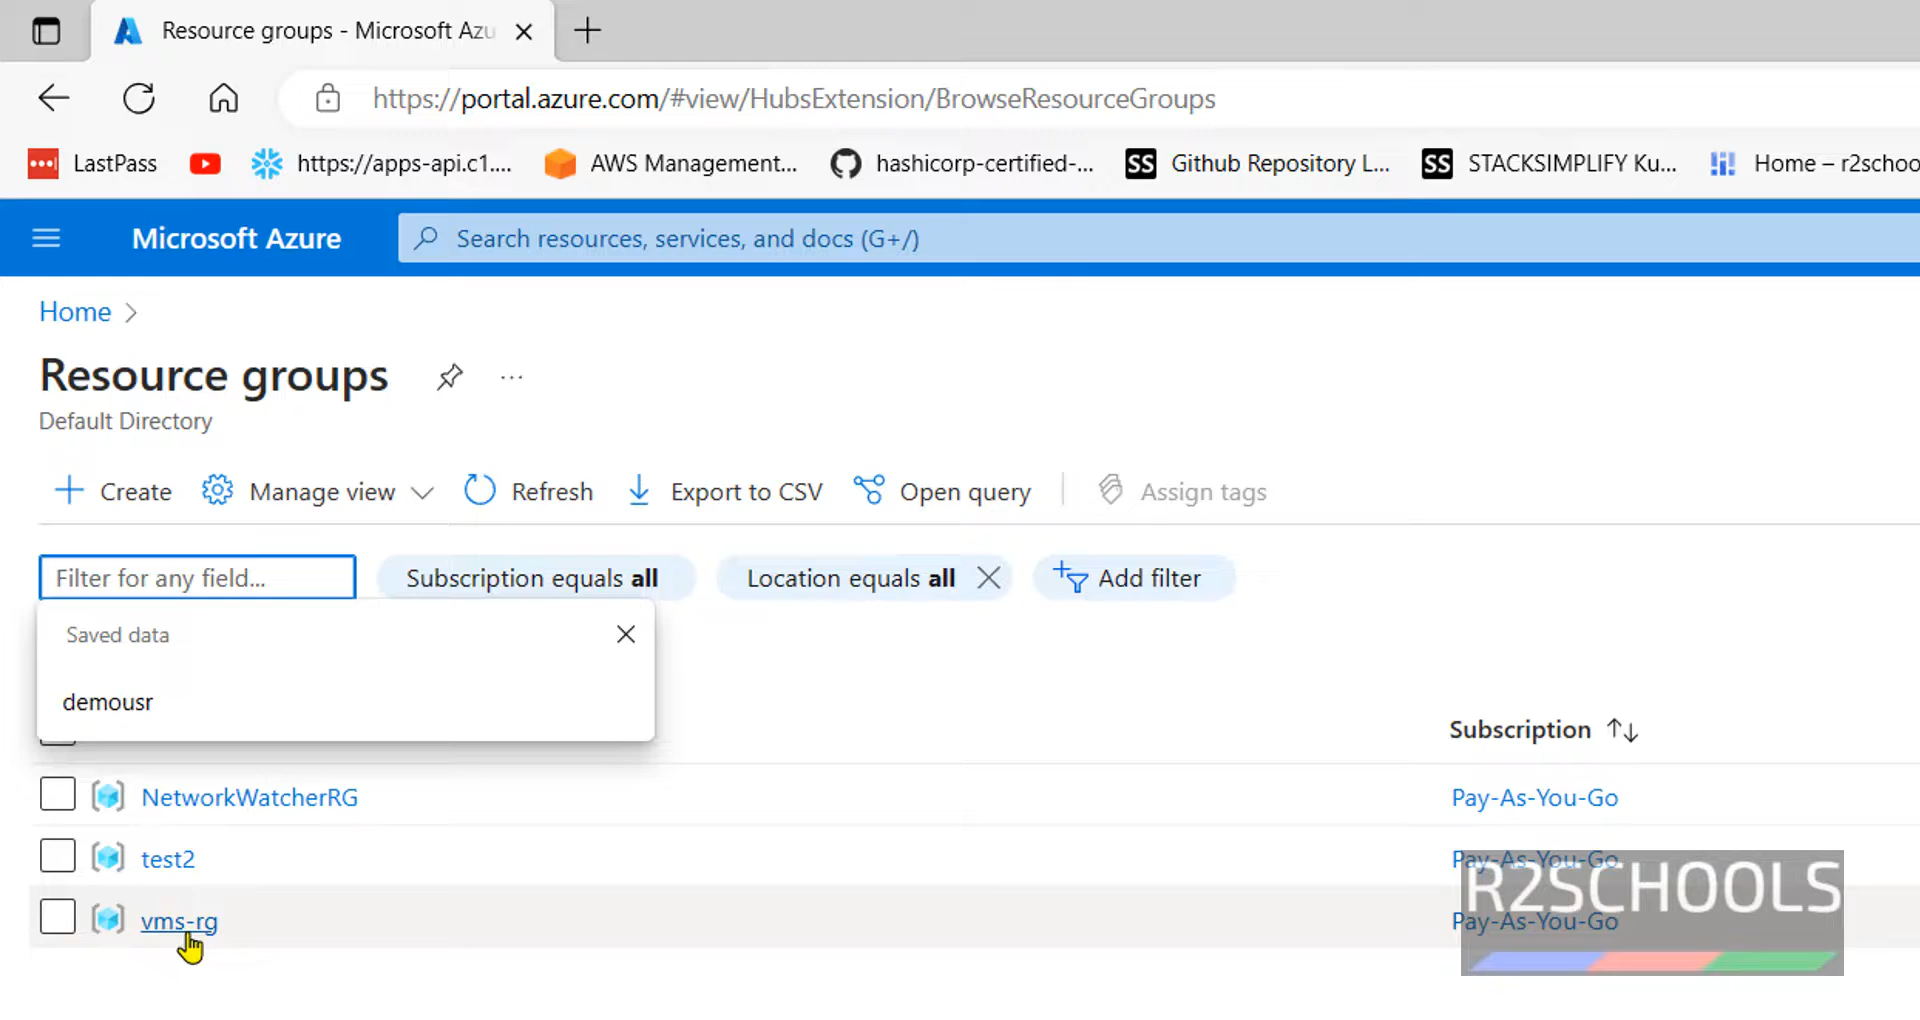 Resource groups - Microsoft Azu
https://portal.azure.com/#view/HubsExtension/BrowseResourceGroups
LastPass https://apps-api.c1.... AWS Management... hashicorp-certified-... SS Github Repository L... SS STACKSIMPLIFY Ku... Home – r2schoo
Microsoft Azure Search resources, services, and docs (G+/)
Home >
Resource groups ...
Default Directory
Create Manage view Refresh Export to CSV Open query Assign tags
Filter for any field... Subscription equals all Location equals all Add filter
Saved data
demousr
Subscription
NetworkWatcherRG Pay-As-You-Go
test2 Pay-As-You-Go
vms-rg Pay-As-You-Go
R2SCHOOLS